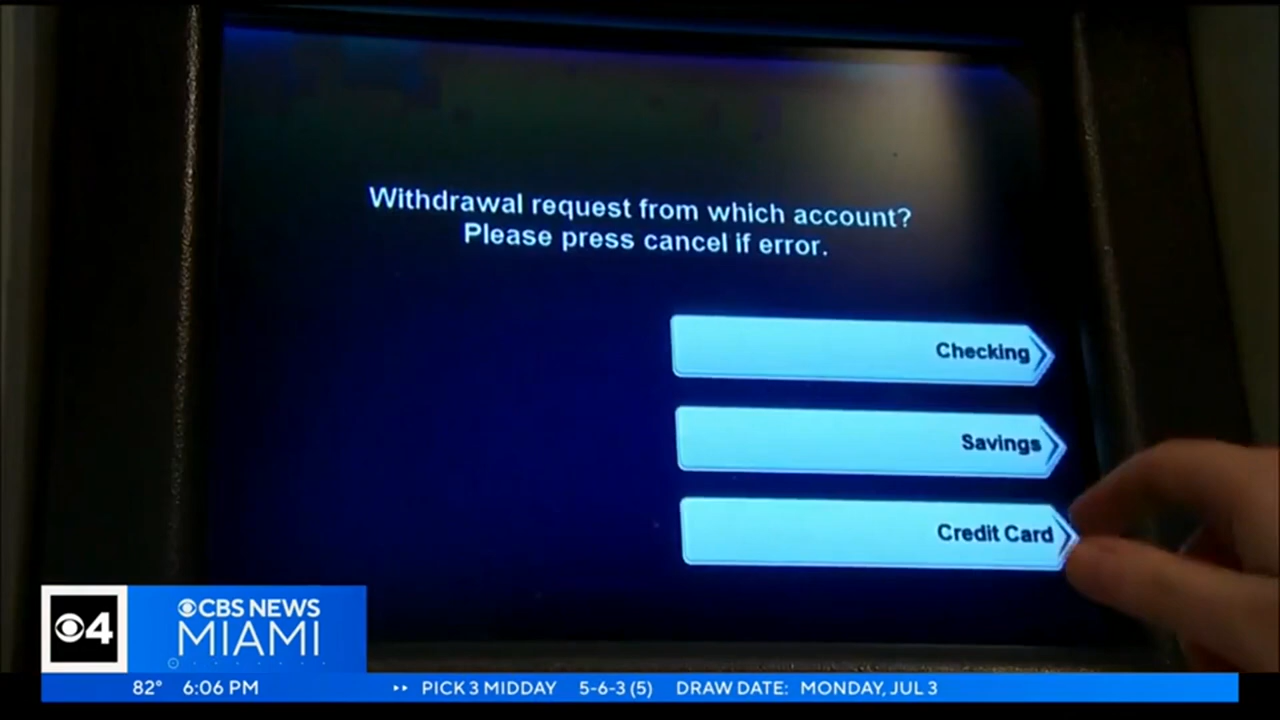 Withdrawal request from which account?
Please press cancel if error.
Checking
Savings
Credit Card
4
CBS NEWS
MIAMI
82° 6:06 PM PICK 3 MIDDAY 5-6-3 (5) DRAW DATE: MONDAY, JUL 3